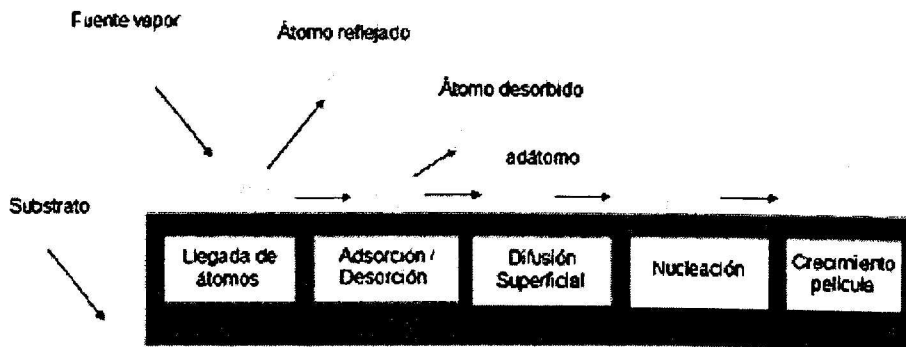 Fuente vapor
Átomo reflejado
Átomo desorbido
adátomo
Substrato
Llegada de
átomos
Adsorción /
Desorción
Difusión
Superficial
Nucleación
Crecimiento
película